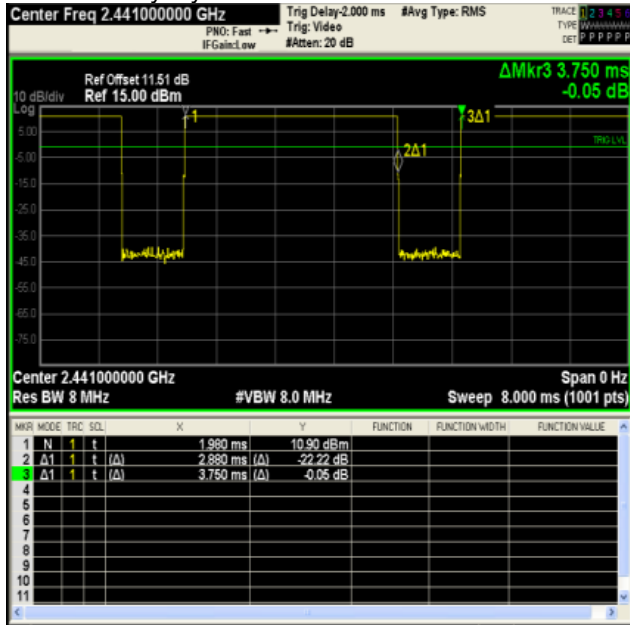 Center Freq 2.441000000 GHz
PNO: Fast
IFGain:Low
Trig Delay-2.000 ms
Trig: Video
#Atten: 20 dB
#Avg Type: RMS
TRACE 1 2 3 4 5 6
TYPE
DET P P P P P P
ΔMkr3 3.750 ms
-0.05 dB
Ref Offset 11.51 dB
10 dB/div Ref 15.00 dBm
Log
1
3Δ1
5.00
TRIG LVL
2Δ1
-5.00
-15.0
-25.0
-35.0
-45.0
-55.0
-65.0
-75.0
Center 2.441000000 GHz Span 0 Hz
Res BW 8 MHz #VBW 8.0 MHz Sweep 8.000 ms (1001 pts)
MKR MODE TRC SCL X Y FUNCTION FUNCTION WIDTH FUNCTION VALUE
1 N 1 t 1.980 ms 10.90 dBm
2 Δ1 1 t (Δ) 2.880 ms (Δ) -22.22 dB
3 Δ1 1 t (Δ) 3.750 ms (Δ) -0.05 dB
4
5
6
7
8
9
10
11